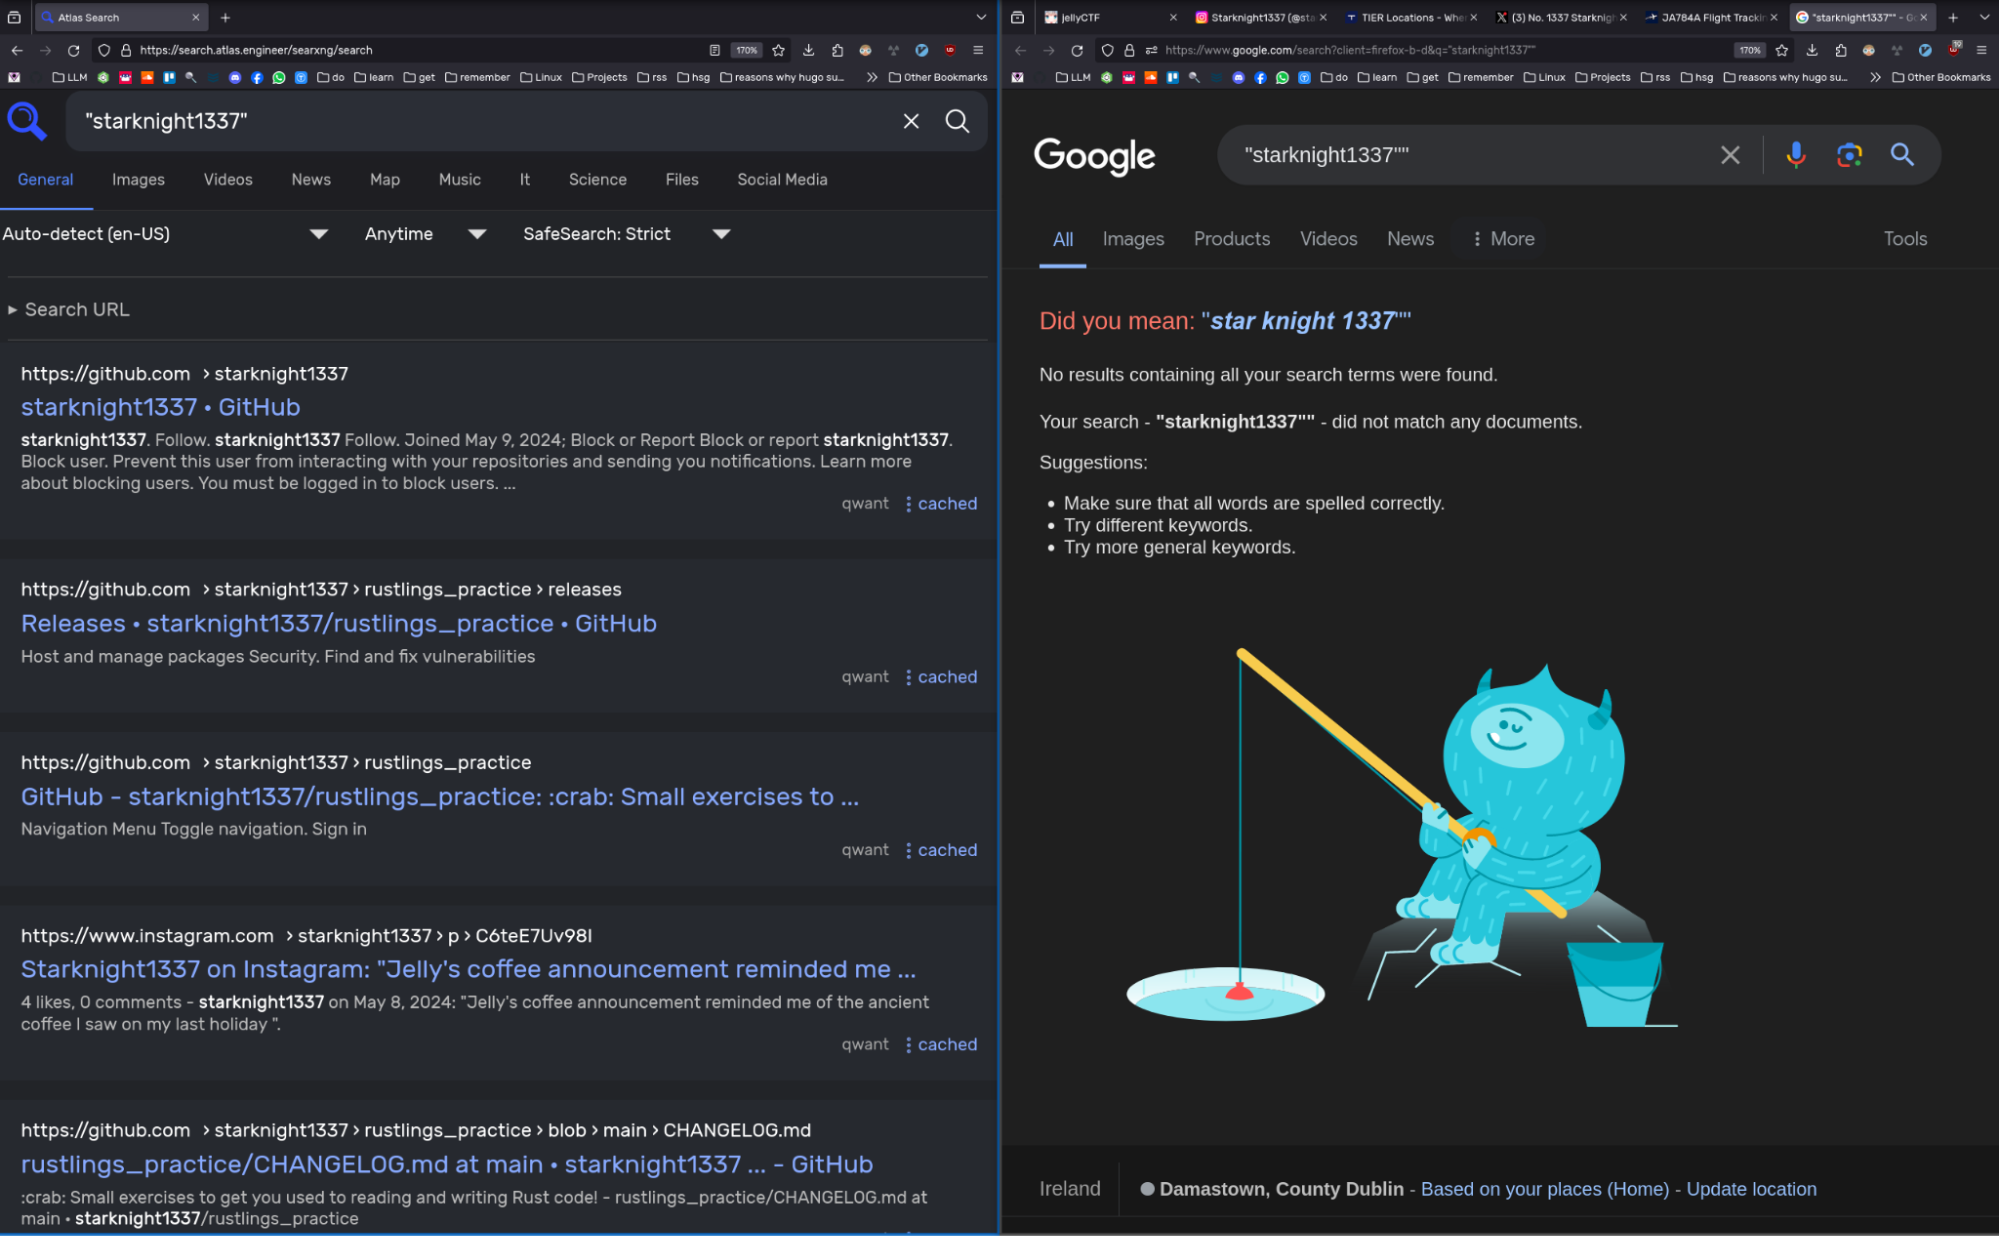 Atlas Search
https://search.atlas.engineer/searxng/search
170%
LLM
do
learn
get
remember
Linux
Projects
rss
hsg
reasons why hugo su...
Other Bookmarks
"starknight1337"
General
Images
Videos
News
Map
Music
It
Science
Files
Social Media
Auto-detect (en-US)
Anytime
SafeSearch: Strict
Search URL
https://github.com › starknight1337
starknight1337 • GitHub
starknight1337. Follow. starknight1337 Follow. Joined May 9, 2024; Block or Report Block or report starknight1337.
Block user. Prevent this user from interacting with your repositories and sending you notifications. Learn more
about blocking users. You must be logged in to block users. ...
qwant
cached
https://github.com › starknight1337 › rustlings_practice › releases
Releases • starknight1337/rustlings_practice • GitHub
Host and manage packages Security. Find and fix vulnerabilities
qwant
cached
https://github.com › starknight1337 › rustlings_practice
GitHub - starknight1337/rustlings_practice: :crab: Small exercises to ...
Navigation Menu Toggle navigation. Sign in
qwant
cached
https://www.instagram.com › starknight1337 › p › C6teE7Uv98I
Starknight1337 on Instagram: "Jelly's coffee announcement reminded me ...
4 likes, 0 comments - starknight1337 on May 8, 2024: "Jelly's coffee announcement reminded me of the ancient
coffee I saw on my last holiday ".
qwant
cached
https://github.com › starknight1337 › rustlings_practice › blob › main › CHANGELOG.md
rustlings_practice/CHANGELOG.md at main • starknight1337 ... - GitHub
:crab: Small exercises to get you used to reading and writing Rust code! - rustlings_practice/CHANGELOG.md at
main • starknight1337/rustlings_practice
jellyCTF
Starknight1337 (@sta
TIER Locations - Whe
(3) No. 1337 Starknig
JA784A Flight Trackin
"starknight1337"" - G
https://www.google.com/search?client=firefox-b-d&q="starknight1337""
170%
LLM
do
learn
get
remember
Linux
Projects
rss
hsg
reasons why hugo su...
Other Bookmarks
Google
"starknight1337""
All
Images
Products
Videos
News
More
Tools
Did you mean: "star knight 1337""
No results containing all your search terms were found.
Your search - "starknight1337"" - did not match any documents.
Suggestions:
• Make sure that all words are spelled correctly.
• Try different keywords.
• Try more general keywords.
Ireland
Damastown, County Dublin - Based on your places (Home) - Update location